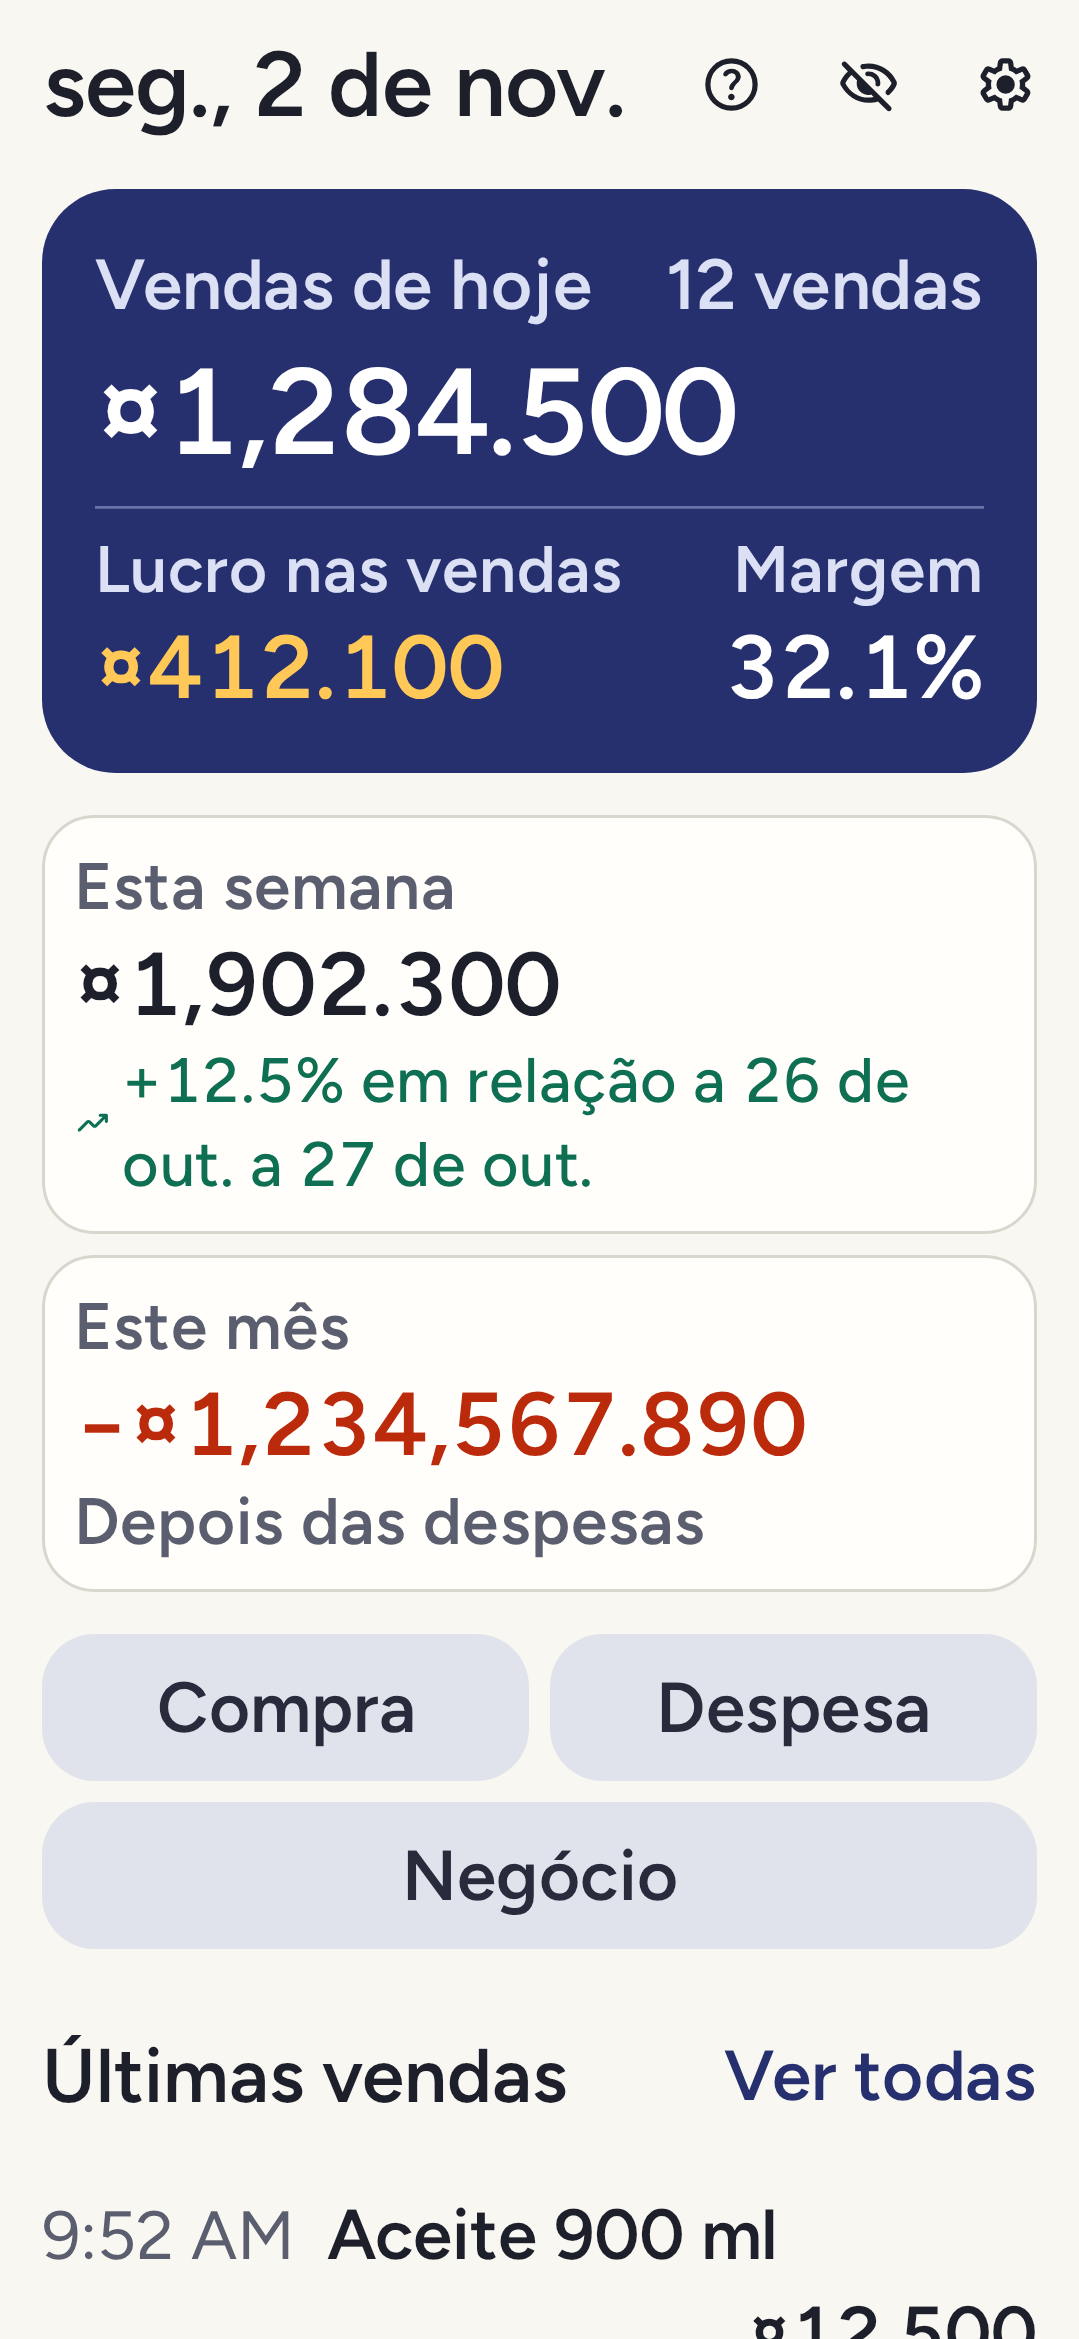 seg., 2 de nov.
Vendas de hoje 12 vendas
¤1,284.500
Lucro nas vendas Margem
¤412.100 32.1%
Esta semana
¤1,902.300
+12.5% em relação a 26 de
out. a 27 de out.
Este mês
-¤1,234,567.890
Depois das despesas
Compra Despesa
Negócio
Últimas vendas Ver todas
9:52 AM Aceite 900 ml
¤12.500